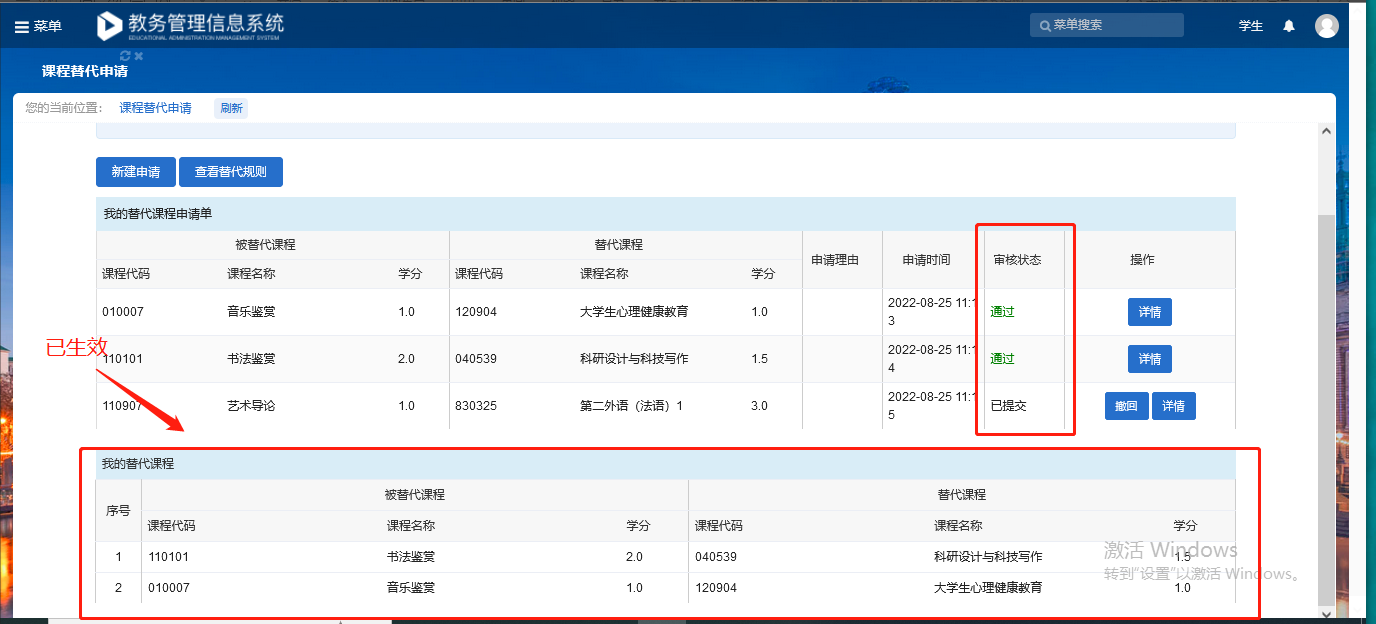 菜单 教务管理信息系统 菜单搜索 学生
EDUCATIONAL ADMINISTRATION MANAGEMENT SYSTEM
课程替代申请
您的当前位置: 课程替代申请 刷新
新建申请 查看替代规则
我的替代课程申请单
被替代课程 替代课程 申请理由 申请时间 审核状态 操作
课程代码 课程名称 学分 课程代码 课程名称 学分
010007 音乐鉴赏 1.0 120904 大学生心理健康教育 1.0 2022-08-25 11:1 通过 详情
3
已生效
110101 书法鉴赏 2.0 040539 科研设计与科技写作 1.5 2022-08-25 11:1 通过 详情
4
110907 艺术导论 1.0 830325 第二外语（法语）1 3.0 2022-08-25 11:1 已提交 撤回 详情
5
我的替代课程
序号 被替代课程 替代课程
课程代码 课程名称 学分 课程代码 课程名称 学分
1 110101 书法鉴赏 2.0 040539 科研设计与科技写作 1.5
2 010007 音乐鉴赏 1.0 120904 大学生心理健康教育 1.0
激活 Windows
转到"设置"以激活 Windows。